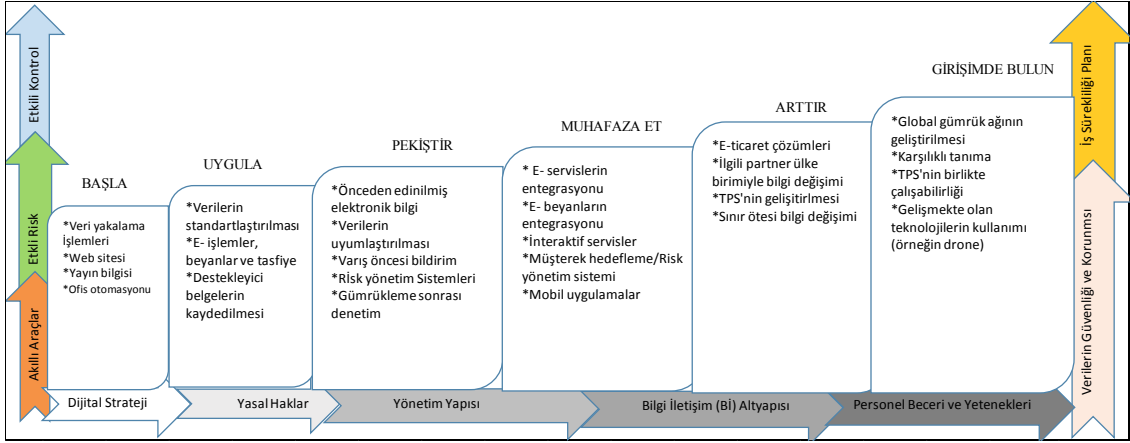 Etkili Kontrol
Etkli Risk
Akıllı Araçlar
BAŞLA
*Veri yakalama
İşlemleri
*Web sitesi
*Yayın bilgisi
*Ofis otomasyonu
UYGULA
*Verilerin
standartlaştırılması
*E- işlemler,
beyanlar ve tasfiye
*Destekleyici
belgelerin
kaydedilmesi
PEKİŞTİR
*Önceden edinilmiş
elektronik bilgi
*Verilerin
uyumlaştırılması
*Varış öncesi bildirim
*Rİsk yönetim Sistemleri
*Gümrükleme sonrası
denetim
MUHAFAZA ET
* E- servislerin
entegrasyonu
*E- beyanların
entegrasyonu
*İnteraktif servisler
*Müşterek hedefleme/Risk
yönetim sistemi
*Mobil uygulamalar
ARTTIR
*E-ticaret çözümleri
*İlgili partner ülke
birimiyle bilgi değişimi
*TPS'nin gelişitirilmesi
*Sınır ötesi bilgi değişimi
GİRİŞİMDE BULUN
*Global gümrük ağının
geliştirilmesi
*Karşılıklı tanıma
*TPS'nin birlikte
çalışabilirliği
*Gelişmekte olan
teknolojilerin kullanımı
(örneğin drone)
İş Sürekliliği Planı
Verilerin Güvenliği ve Korunmsı
Dijital Strateji
Yasal Haklar
Yönetim Yapısı
Bilgi İletişim (Bİ) Altyapısı
Personel Beceri ve Yetenekleri